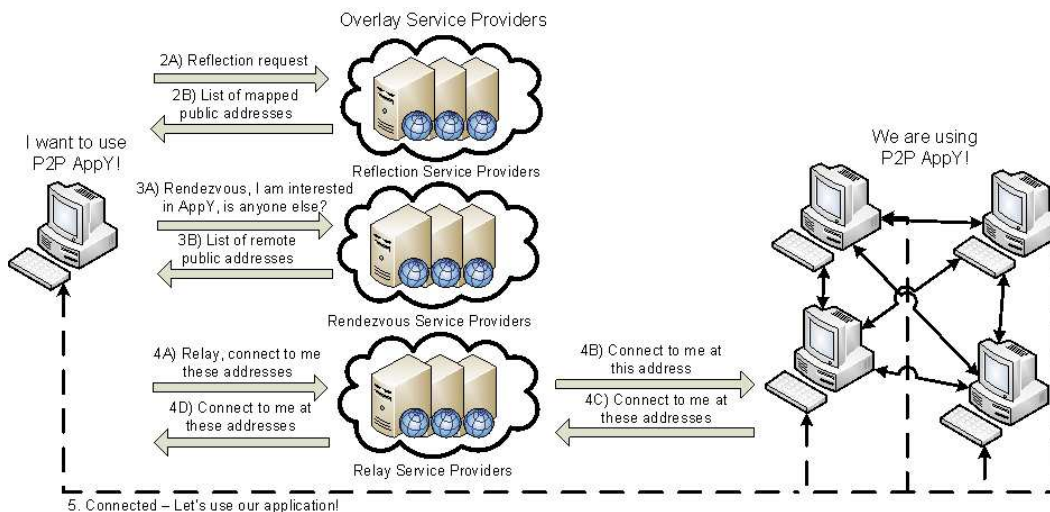 Overlay Service Providers
2A) Reflection request
2B) List of mapped
public addresses
I want to use
P2P AppY!
We are using
P2P AppY!
Reflection Service Providers
3A) Rendezvous, I am interested
in AppY, is anyone else?
3B) List of remote
public addresses
Rendezvous Service Providers
4A) Relay, connect to me
these addresses
4B) Connect to me at
this address
4D) Connect to me at
these addresses
4C) Connect to me at
these addresses
Relay Service Providers
5. Connected – Let's use our application!